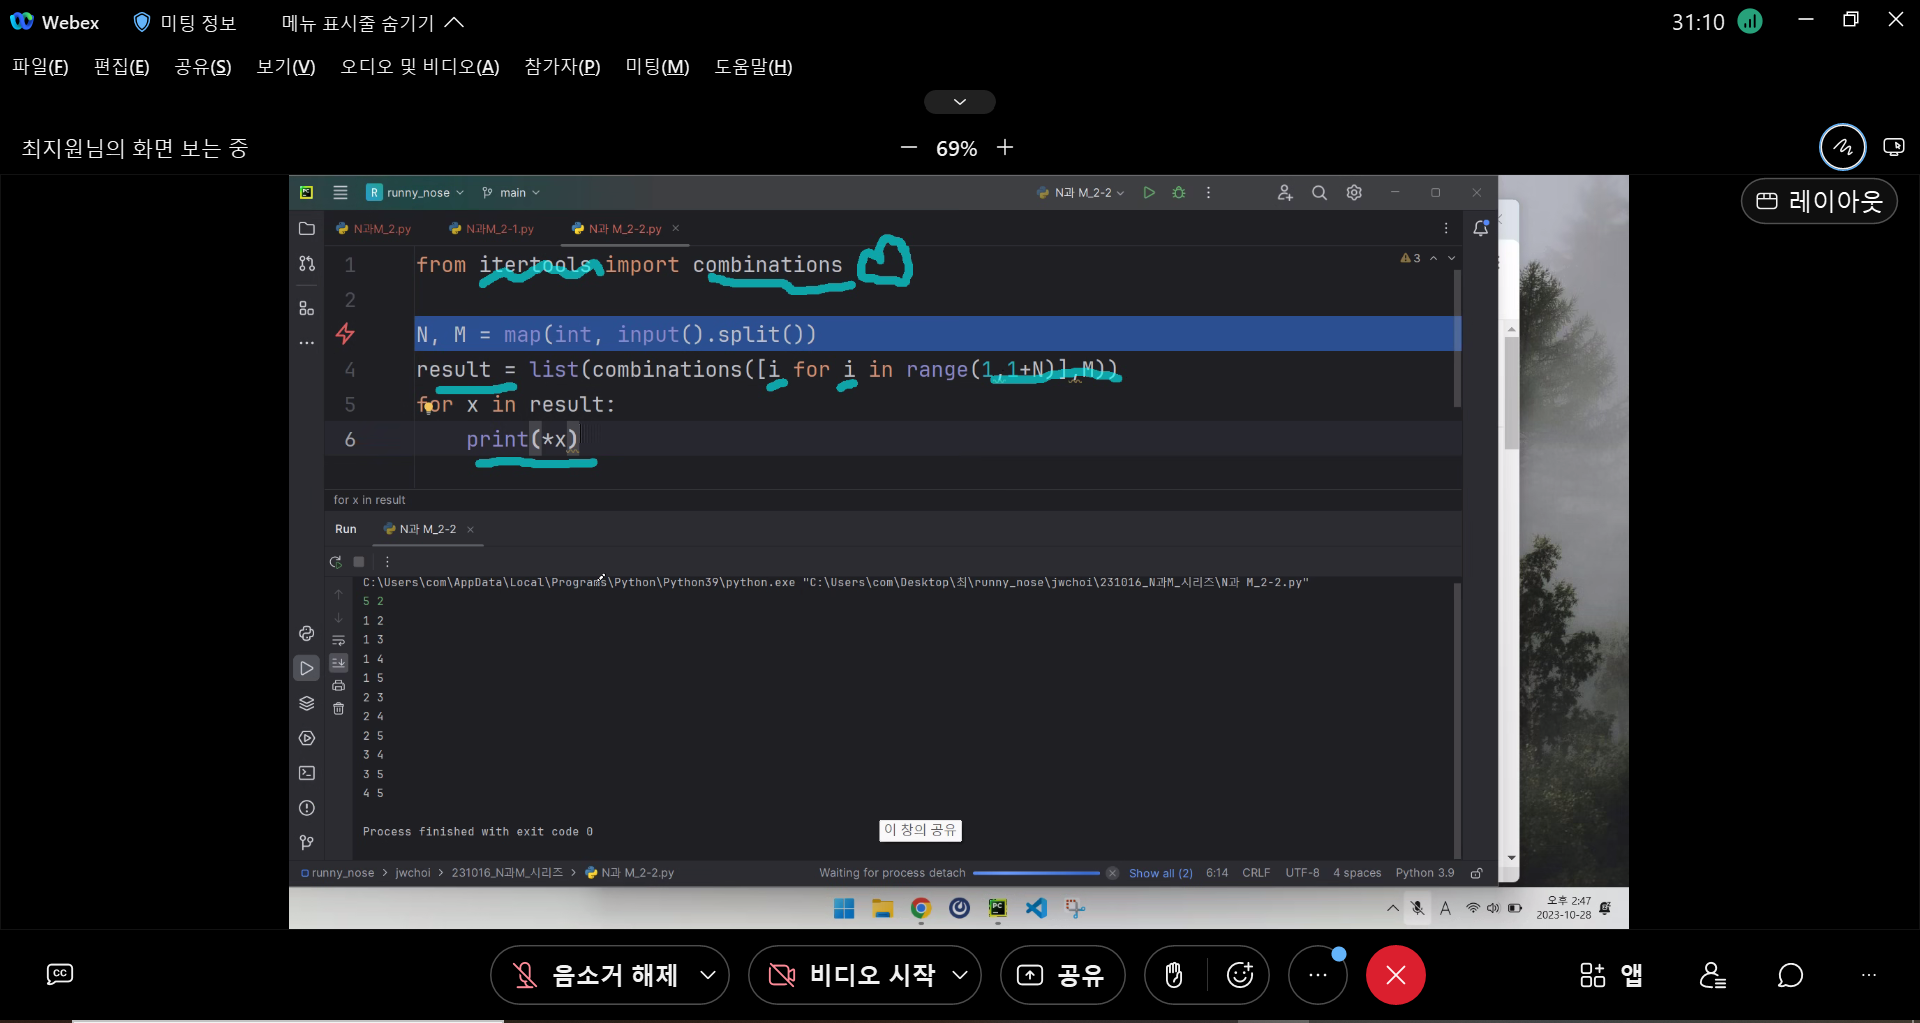 Webex 미팅 정보 메뉴 표시줄 숨기기 31:10
파일(F) 편집(E) 공유(S) 보기(V) 오디오 및 비디오(A) 참가자(P) 미팅(M) 도움말(H)
최지원님의 화면 보는 중 69%
레이아웃
PC R runny_nose main N과 M_2-2
N과M_2.py N과M_2-1.py N과 M_2-2.py
1 from itertools import combinations
3
2
N, M = map(int, input().split())
4 result = list(combinations([i for i in range(1,1+N)],M))
5 for x in result:
6 print(*x)
for x in result
Run N과 M_2-2
C:\Users\com\AppData\Local\Programs\Python\Python39\python.exe "C:\Users\com\Desktop\최\runny_nose\jwchoi\231016_N과M_시리즈\N과 M_2-2.py"
5 2
1 2
1 3
1 4
1 5
2 3
2 4
2 5
3 4
3 5
4 5
Process finished with exit code 0
이 창의 공유
runny_nose > jwchoi > 231016_N과M_시리즈 > N과 M_2-2.py Waiting for process detach Show all (2) 6:14 CRLF UTF-8 4 spaces Python 3.9
PC A 오후 2:47
2023-10-28
CC 음소거 해제 비디오 시작 공유 앱